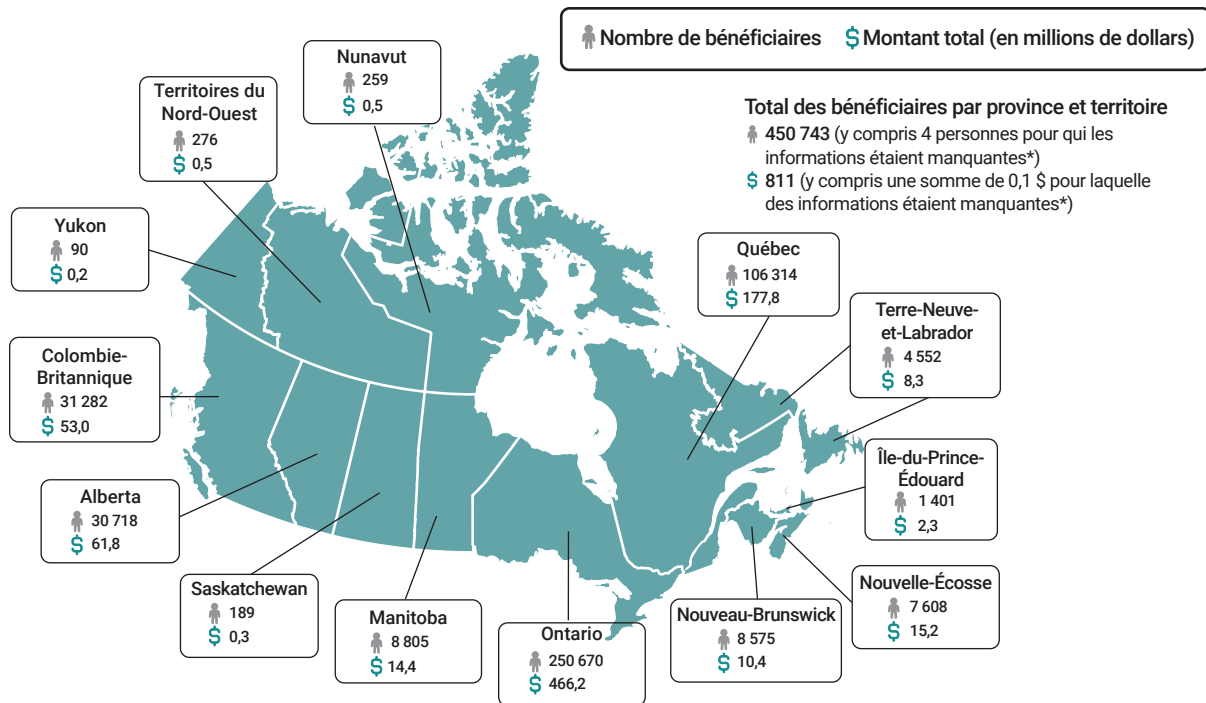 Nombre de bénéficiaires $ Montant total (en millions de dollars)
Total des bénéficiaires par province et territoire
450 743 (y compris 4 personnes pour qui les
informations étaient manquantes*)
$ 811 (y compris une somme de 0,1 $ pour laquelle
des informations étaient manquantes*)
Nunavut
259
$ 0,5
Territoires du
Nord-Ouest
276
$ 0,5
Yukon
90
$ 0,2
Québec
106 314
$ 177,8
Terre-Neuve-
et-Labrador
4 552
$ 8,3
Colombie-
Britannique
31 282
$ 53,0
Île-du-Prince-
Édouard
1 401
$ 2,3
Alberta
30 718
$ 61,8
Saskatchewan
189
$ 0,3
Manitoba
8 805
$ 14,4
Ontario
250 670
$ 466,2
Nouveau-Brunswick
8 575
$ 10,4
Nouvelle-Écosse
7 608
$ 15,2